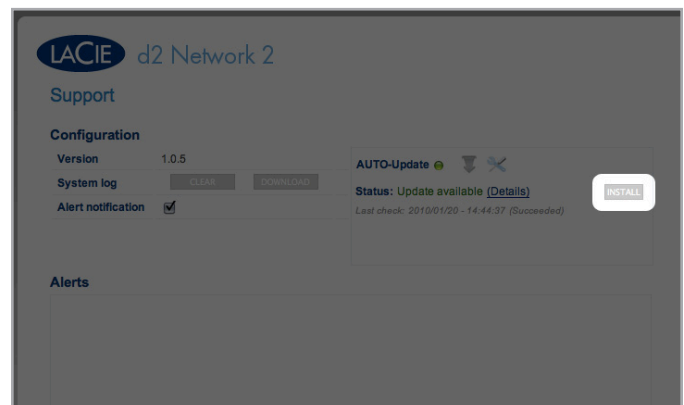 LACIE d2 Network 2
Support
Configuration
Version 1.0.5
System log CLEAR DOWNLOAD
Alert notification
AUTO-Update
Status: Update available (Details) INSTALL
Last check: 2010/01/20 - 14:44:37 (Succeeded)
Alerts